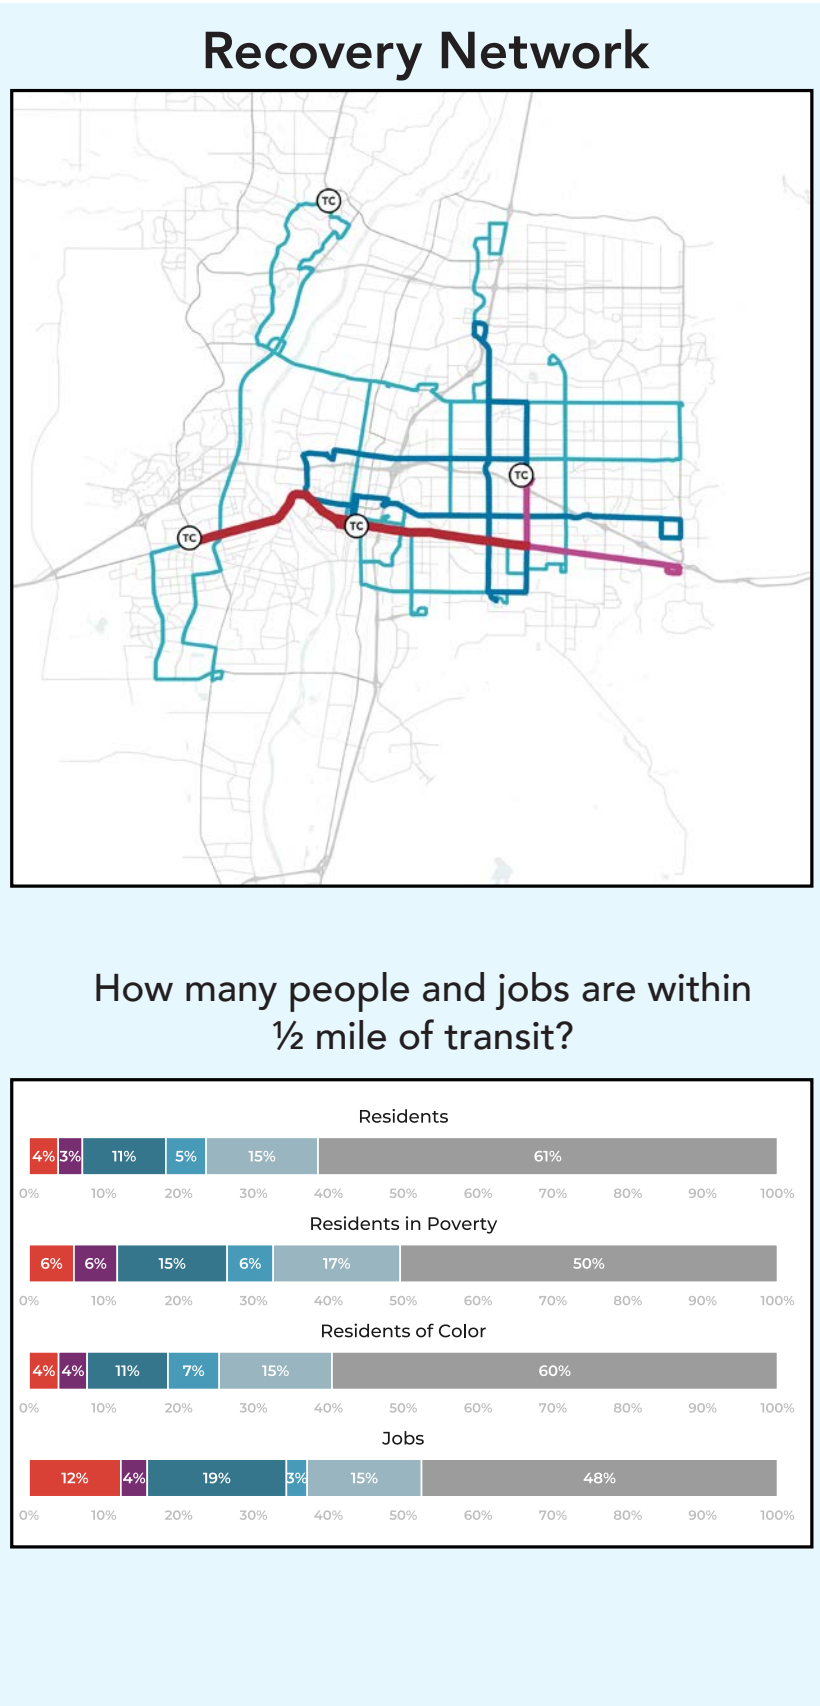 Recovery Network
TC
TC
TC
TC
How many people and jobs are within
½ mile of transit?
Residents
4% 3% 11% 5% 15% 61%
0% 10% 20% 30% 40% 50% 60% 70% 80% 90% 100%
Residents in Poverty
6% 6% 15% 6% 17% 50%
0% 10% 20% 30% 40% 50% 60% 70% 80% 90% 100%
Residents of Color
4% 4% 11% 7% 15% 60%
0% 10% 20% 30% 40% 50% 60% 70% 80% 90% 100%
Jobs
12% 4% 19% 3% 15% 48%
0% 10% 20% 30% 40% 50% 60% 70% 80% 90% 100%